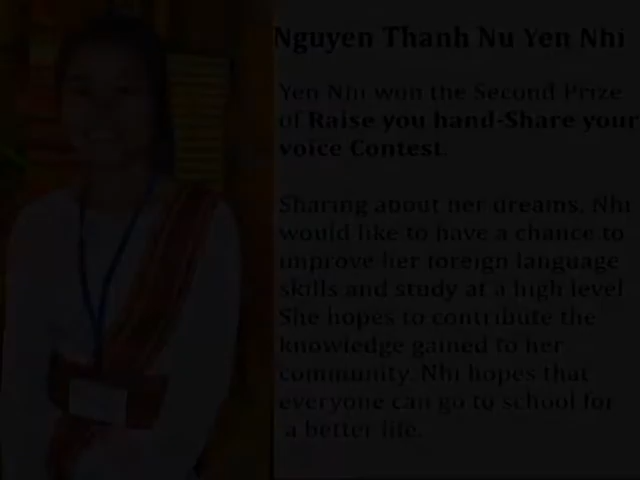 Nguyen Thanh Nu Yen Nhi
Yen Nhi won the Second Prize
of Raise you hand-Share your
voice Contest.
Sharing about her dreams, Nhi
would like to have a chance to
improve her foreign language
skills and study at a high level.
She hopes to contribute the
knowledge gained to her
community. Nhi hopes that
everyone can go to school for
a better life.